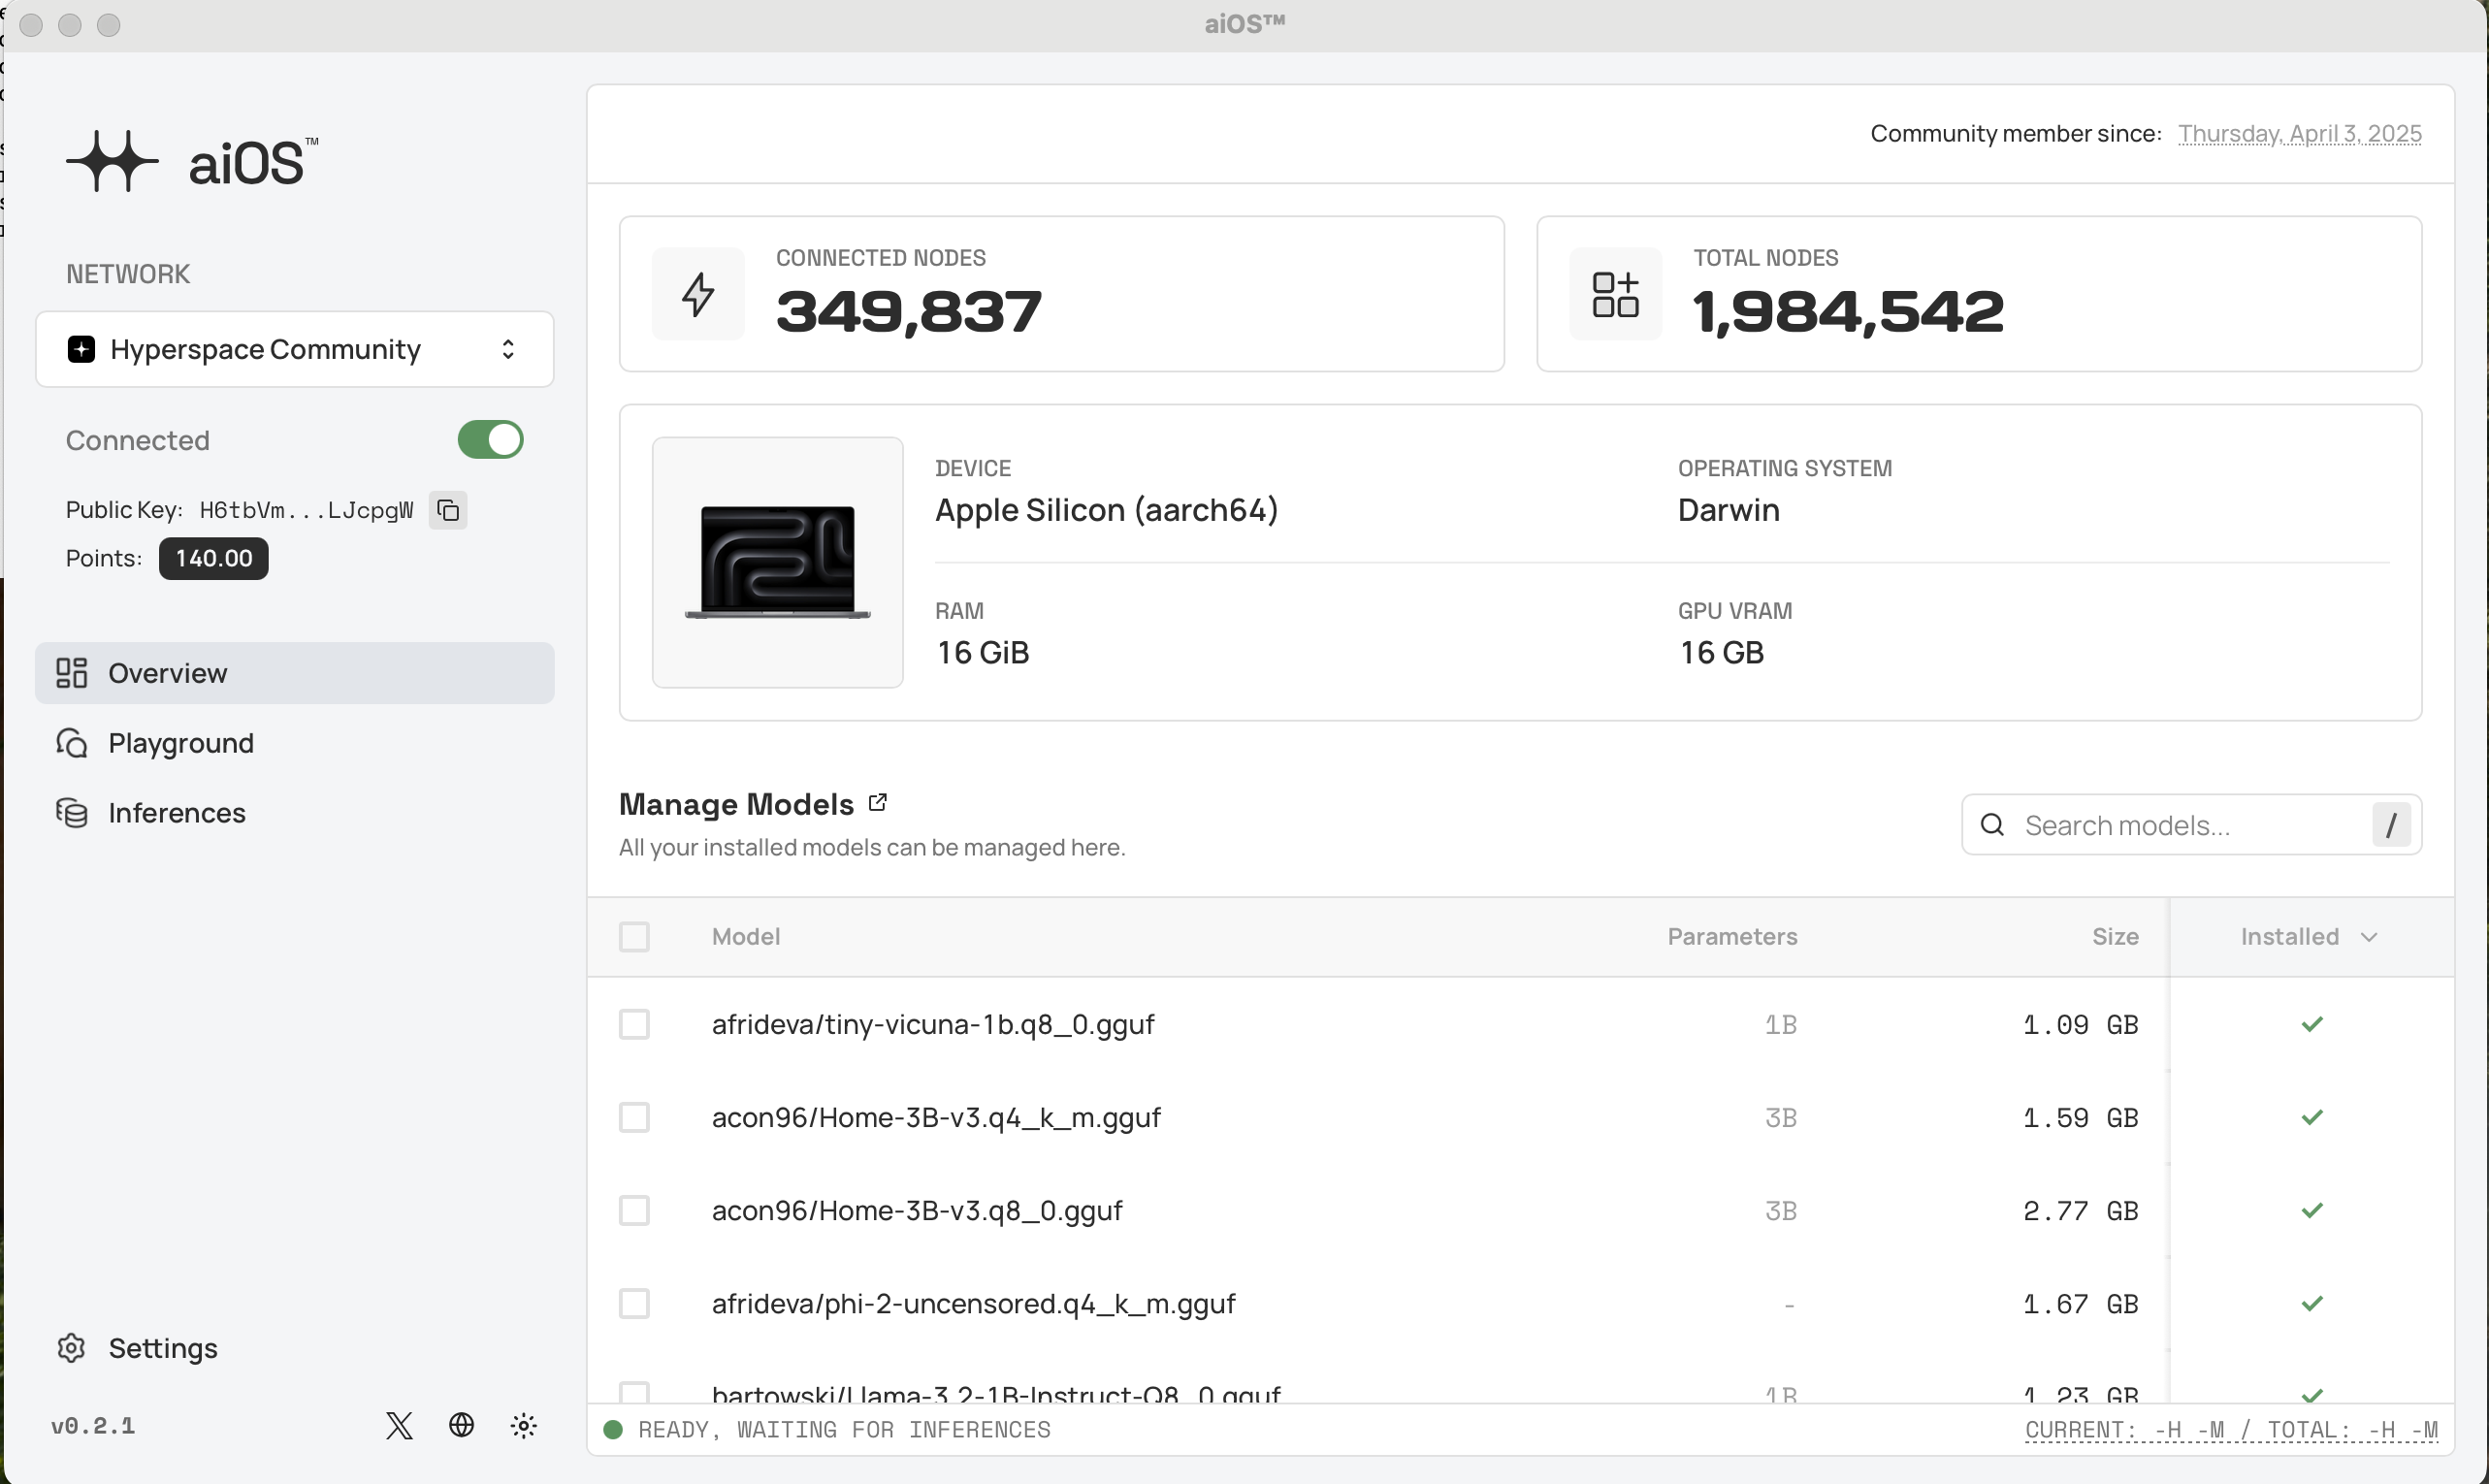 aiOS™
aiOS™
NETWORK
Hyperspace Community
Connected
Public Key: H6tbVm...LJcpgW
Points: 140.00
Overview
Playground
Inferences
Settings
v0.2.1
Community member since: Thursday, April 3, 2025
CONNECTED NODES
349,837
TOTAL NODES
1,984,542
DEVICE
Apple Silicon (aarch64)
OPERATING SYSTEM
Darwin
RAM
16 GiB
GPU VRAM
16 GB
Manage Models
All your installed models can be managed here.
Search models... /
Model Parameters Size Installed
afrideva/tiny-vicuna-1b.q8_0.gguf 1B 1.09 GB
acon96/Home-3B-v3.q4_k_m.gguf 3B 1.59 GB
acon96/Home-3B-v3.q8_0.gguf 3B 2.77 GB
afrideva/phi-2-uncensored.q4_k_m.gguf - 1.67 GB
bartowski/Llama-3.2-1B-Instruct-Q8_0.gguf 1B 1.23 GB
READY, WAITING FOR INFERENCES
CURRENT: -H -M / TOTAL: -H -M